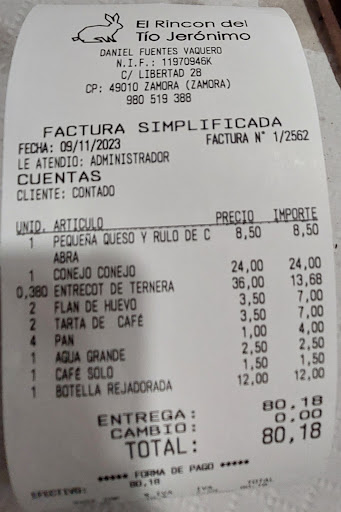 El Rincon del
Tío Jerónimo
DANIEL FUENTES VAQUERO
N.I.F.: 11970946K
C/ LIBERTAD 28
CP: 49010 ZAMORA (ZAMORA)
980 519 388
FACTURA SIMPLIFICADA
FECHA: 09/11/2023 FACTURA Nº 1/2562
LE ATENDIO: ADMINISTRADOR
CUENTAS
CLIENTE: CONTADO
UNID. ARTICULO PRECIO IMPORTE
1 PEQUEÑA QUESO Y RULO DE C 8,50 8,50
ABRA
1 CONEJO CONEJO 24,00 24,00
0,380 ENTRECOT DE TERNERA 36,00 13,68
2 FLAN DE HUEVO 3,50 7,00
2 TARTA DE CAFÉ 3,50 7,00
4 PAN 1,00 4,00
1 AGUA GRANDE 2,50 2,50
1 CAFÉ SOLO 1,50 1,50
1 BOTELLA REJADORADA 12,00 12,00
ENTREGA: 80,18
CAMBIO: 0.00
TOTAL: 80,18
***** FORMA DE PAGO *****
EFECTIVO: 80,18
% IVA IVA TOTAL